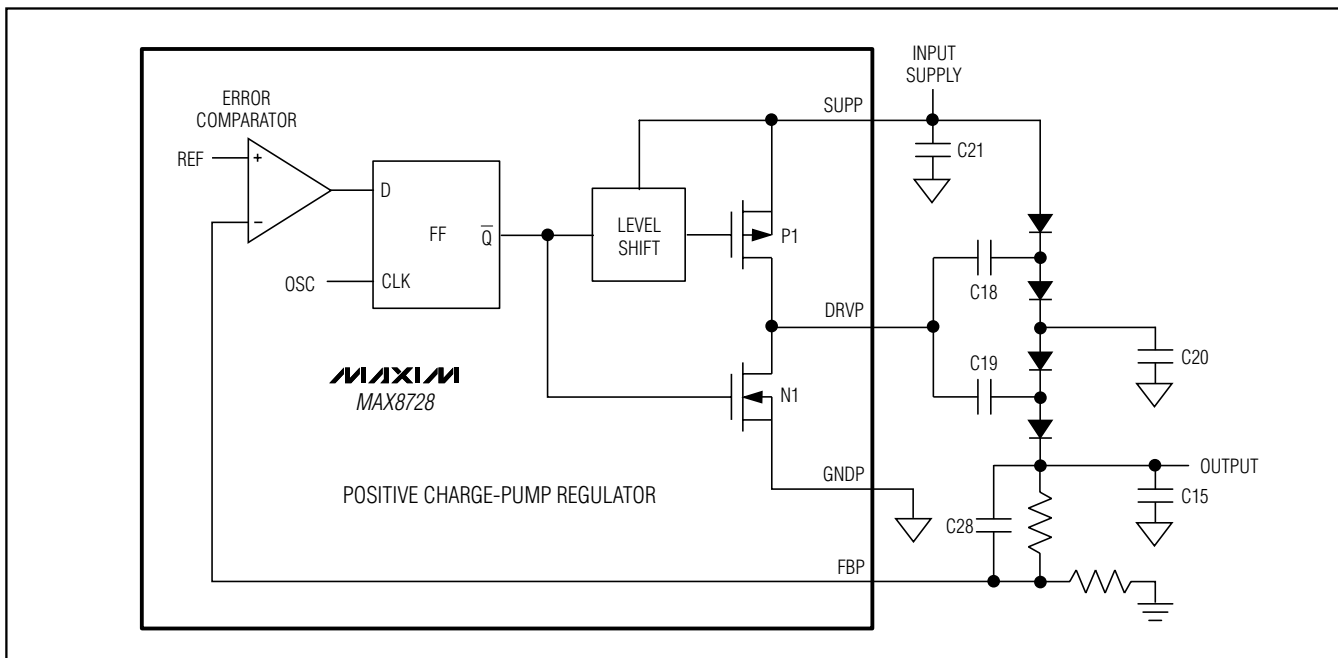 INPUT
SUPPLY
SUPP
ERROR
COMPARATOR
REF
+
−
D
FF
Q̅
OSC
CLK
LEVEL
SHIFT
P1
C21
C18
DRVP
C19
C20
N1
MAXIM
MAX8728
GNDP
POSITIVE CHARGE-PUMP REGULATOR
OUTPUT
C15
C28
FBP